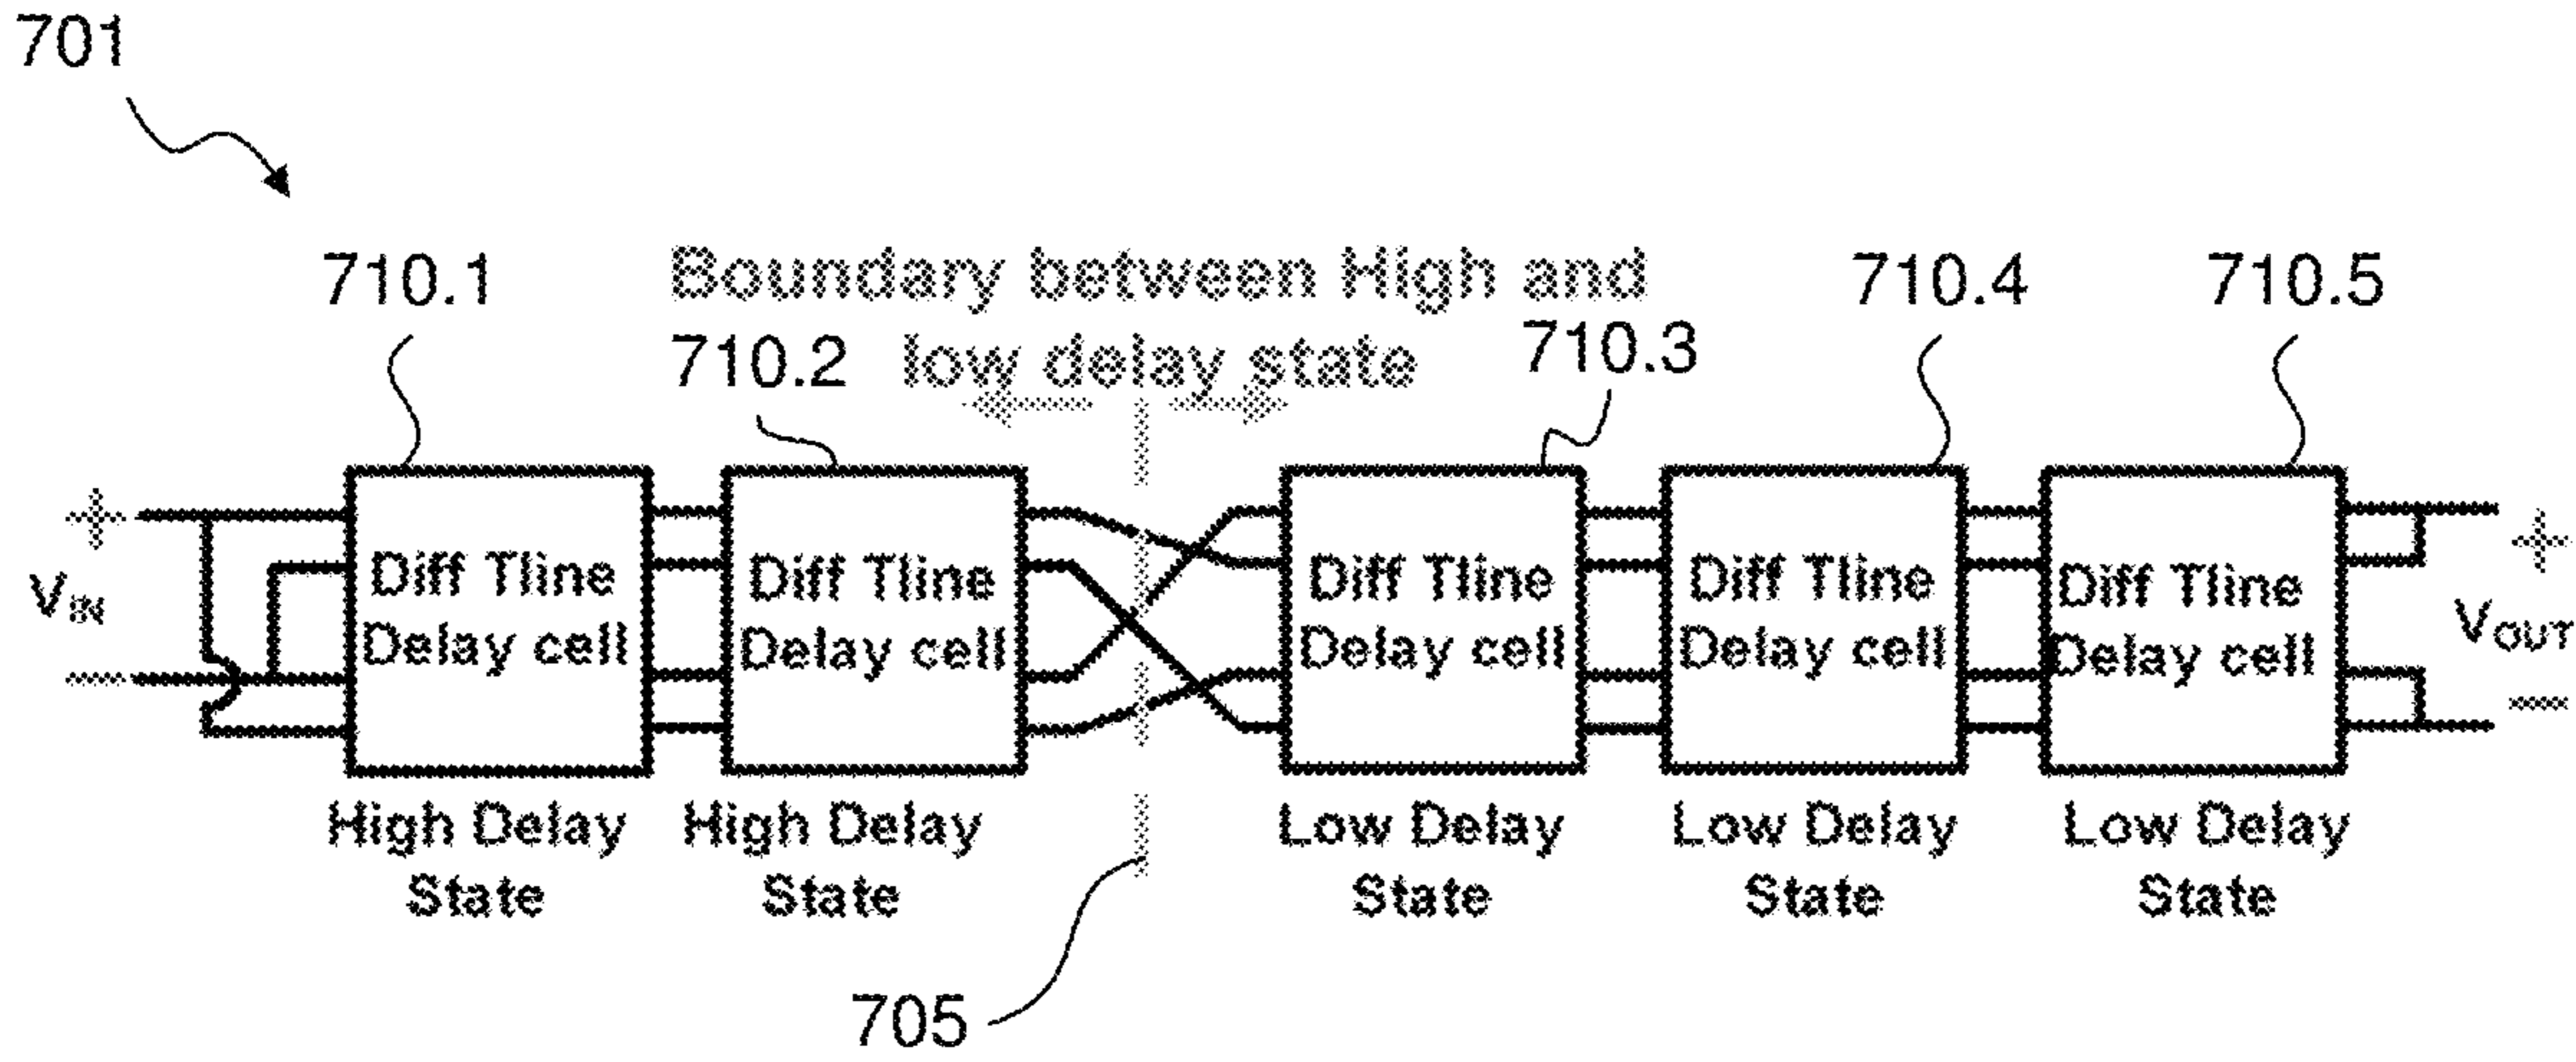 701
710.1
Boundary between High and
710.4
710.5
710.2
low delay state
710.3
+
V_IN
-
Diff Tline
Delay cell
Diff Tline
Delay cell
Diff Tline
Delay cell
Diff Tline
Delay cell
Diff Tline
Delay cell
+
V_OUT
-
High Delay
State
High Delay
State
Low Delay
State
Low Delay
State
Low Delay
State
705